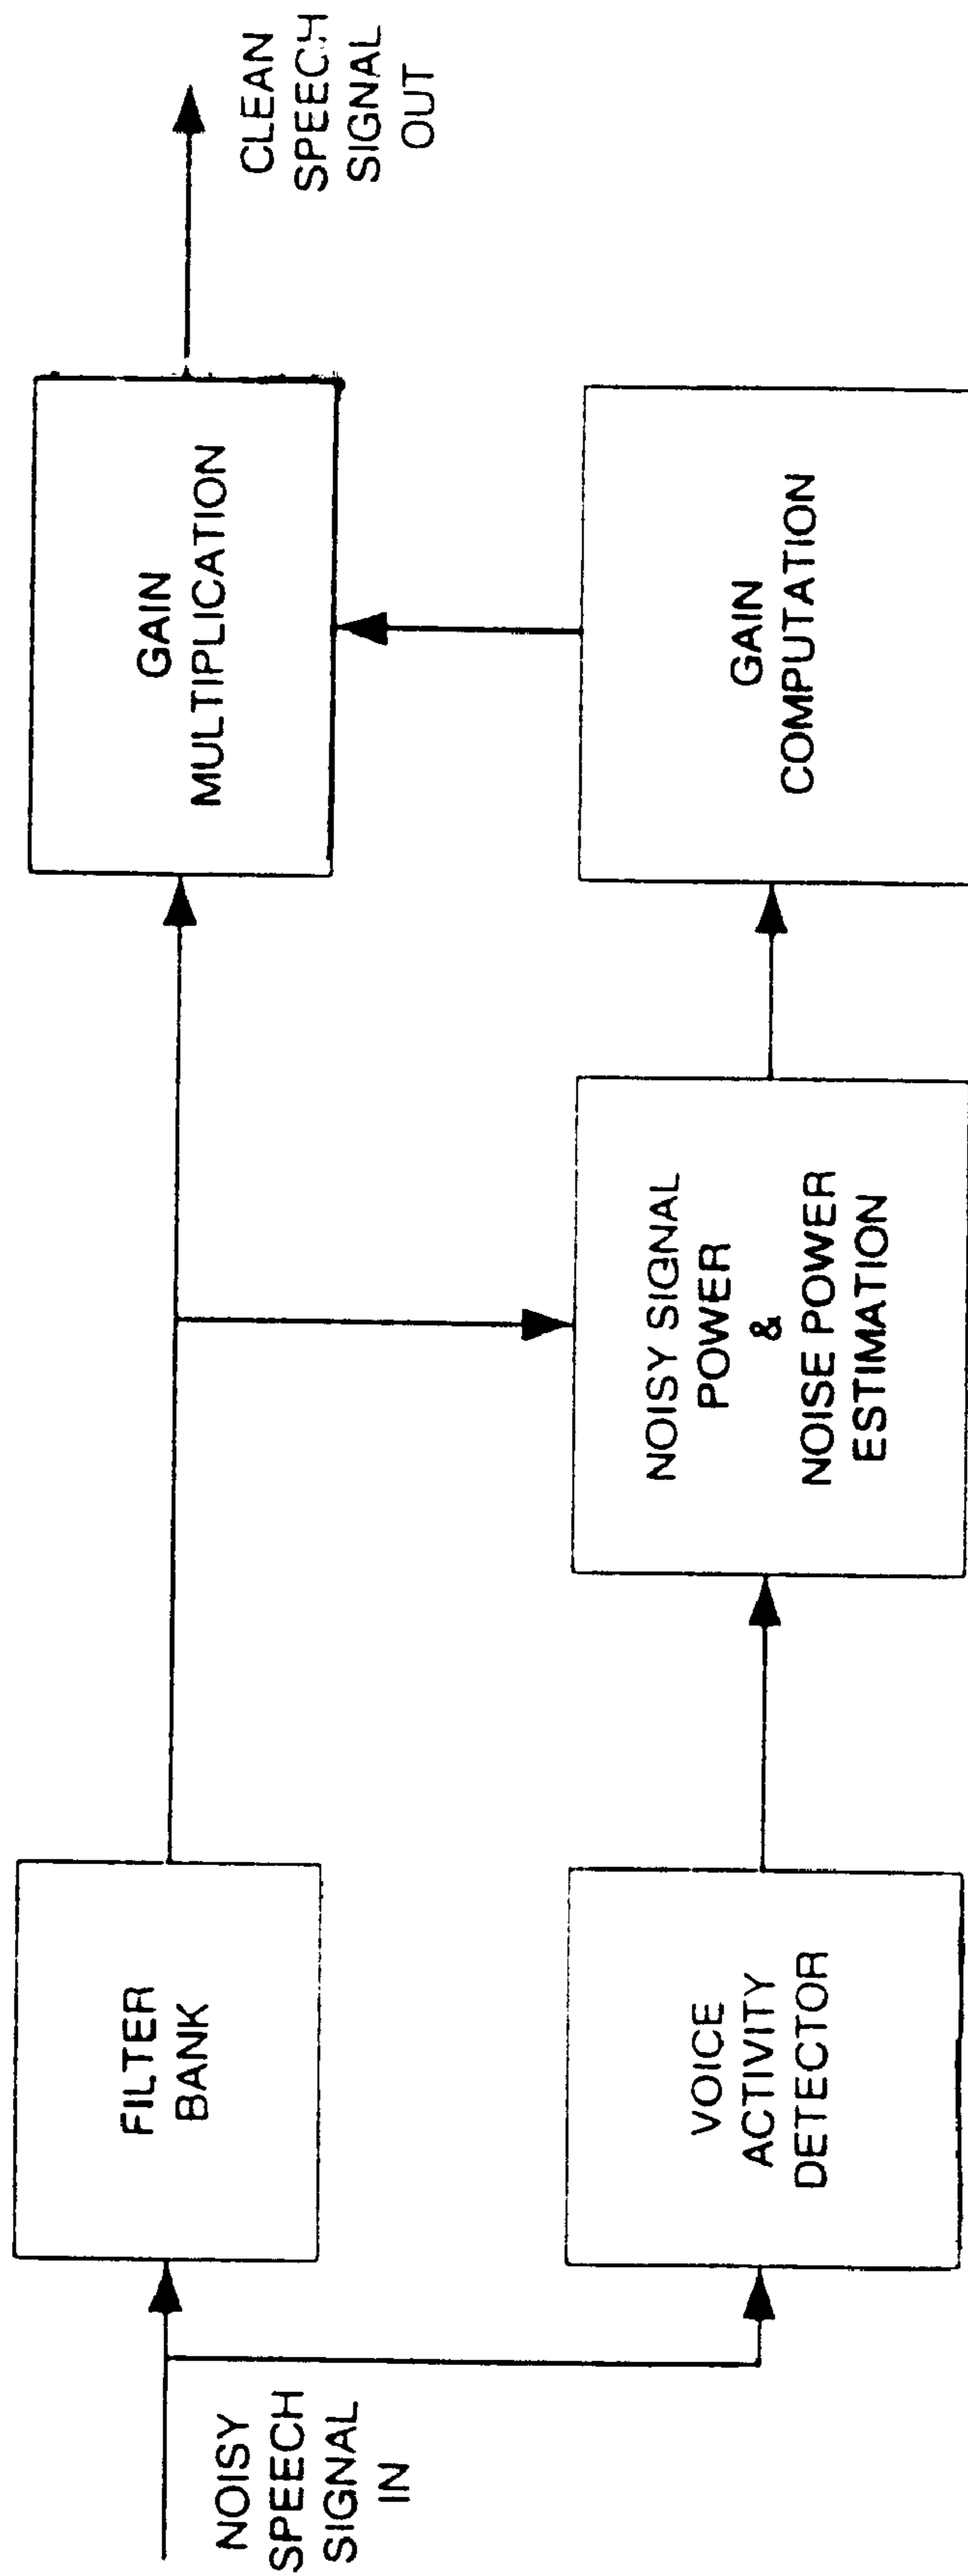 NOISY
SPEECH
SIGNAL
IN
FILTER
BANK
VOICE
ACTIVITY
DETECTOR
NOISY SIGNAL
POWER
&
NOISE POWER
ESTIMATION
GAIN
MULTIPLICATION
GAIN
COMPUTATION
CLEAN
SPEECH
SIGNAL
OUT